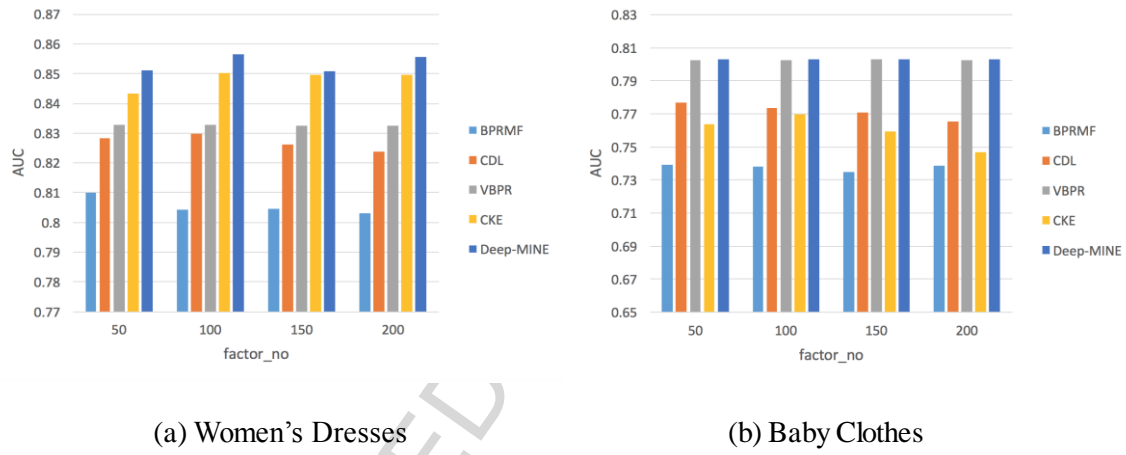 0.87
0.86
0.85
0.84
0.83
0.82
0.81
0.8
0.79
0.78
0.77
AUC
50 100 150 200
factor_no
BPRMF
CDL
VBPR
CKE
Deep-MINE
(a) Women's Dresses
0.83
0.81
0.79
0.77
0.75
0.73
0.71
0.69
0.67
0.65
AUC
50 100 150 200
factor_no
BPRMF
CDL
VBPR
CKE
Deep-MINE
(b) Baby Clothes
ED